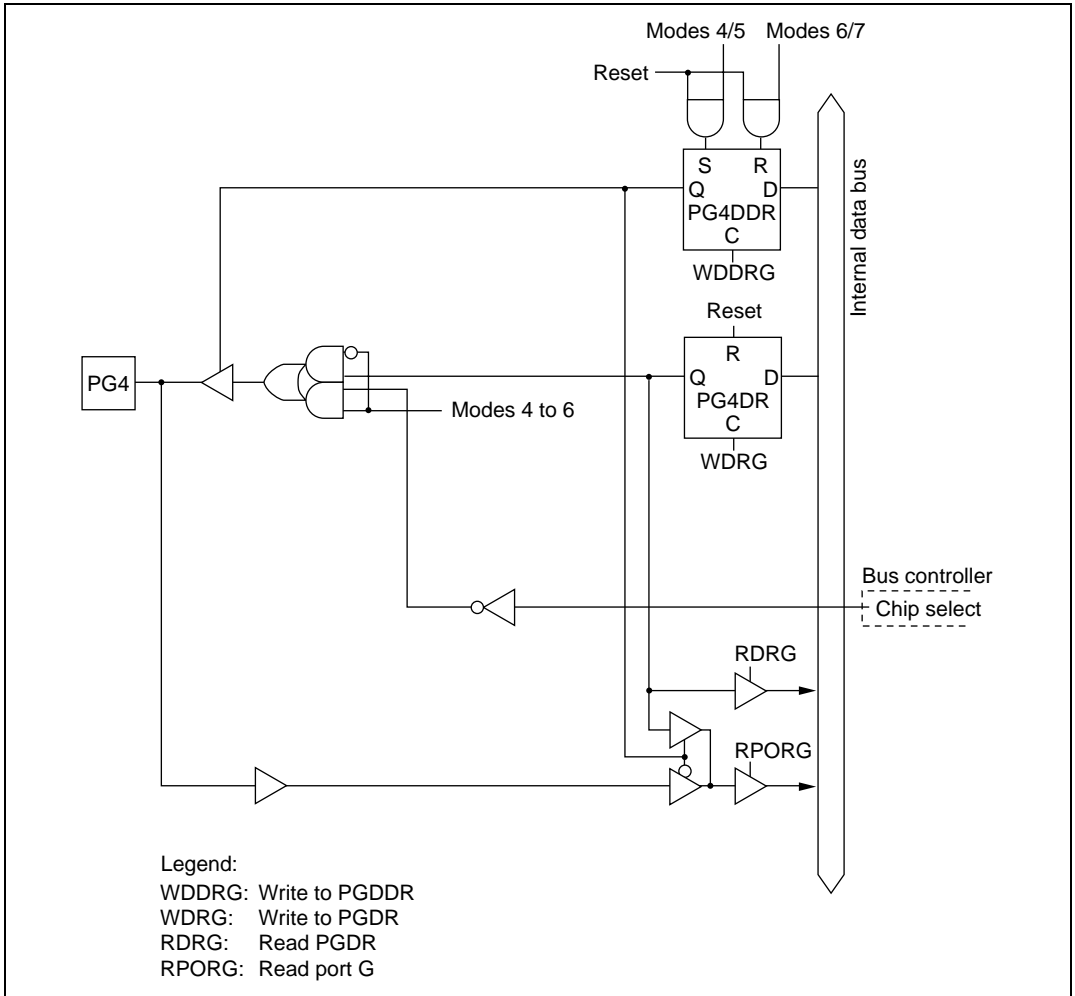 Modes 4/5 Modes 6/7
Reset
S R
Q D
PG4DDR
C
WDDRG
Internal data bus
Reset
R
PG4
Q D
PG4DR
Modes 4 to 6
C
WDRG
Bus controller
Chip select
RDRG
RPORG
Legend:
WDDRG: Write to PGDDR
WDRG: Write to PGDR
RDRG: Read PGDR
RPORG: Read port G